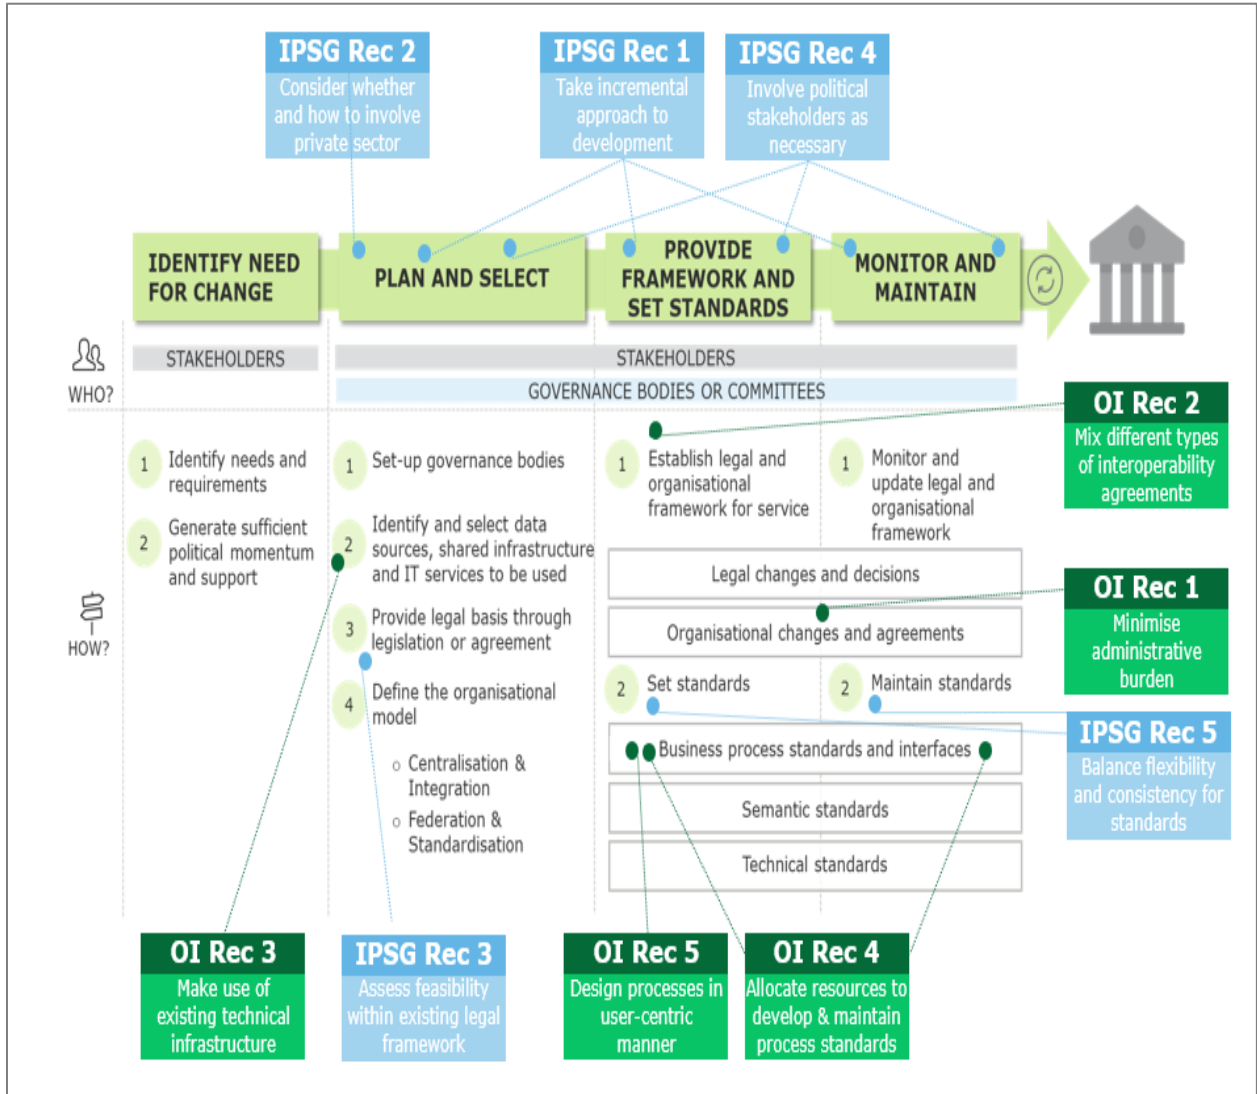 IPSG Rec 2
Consider whether
and how to involve
private sector
IPSG Rec 1
Take incremental
approach to
development
IPSG Rec 4
Involve political
stakeholders as
necessary
IDENTIFY NEED
FOR CHANGE
PLAN AND SELECT
PROVIDE
FRAMEWORK AND
SET STANDARDS
MONITOR AND
MAINTAIN
WHO?
STAKEHOLDERS
STAKEHOLDERS
GOVERNANCE BODIES OR COMMITTEES
HOW?
1 Identify needs and
requirements
2 Generate sufficient
political momentum
and support
1 Set-up governance bodies
2 Identify and select data
sources, shared infrastructure
and IT services to be used
3 Provide legal basis through
legislation or agreement
4 Define the organisational
model
o Centralisation &
Integration
o Federation &
Standardisation
1 Establish legal and
organisational
framework for service
1 Monitor and
update legal and
organisational
framework
Legal changes and decisions
Organisational changes and agreements
2 Set standards
2 Maintain standards
Business process standards and interfaces
Semantic standards
Technical standards
OI Rec 2
Mix different types
of interoperability
agreements
OI Rec 1
Minimise
administrative
burden
IPSG Rec 5
Balance flexibility
and consistency for
standards
OI Rec 3
Make use of
existing technical
infrastructure
IPSG Rec 3
Assess feasibility
within existing legal
framework
OI Rec 5
Design processes in
user-centric
manner
OI Rec 4
Allocate resources to
develop & maintain
process standards